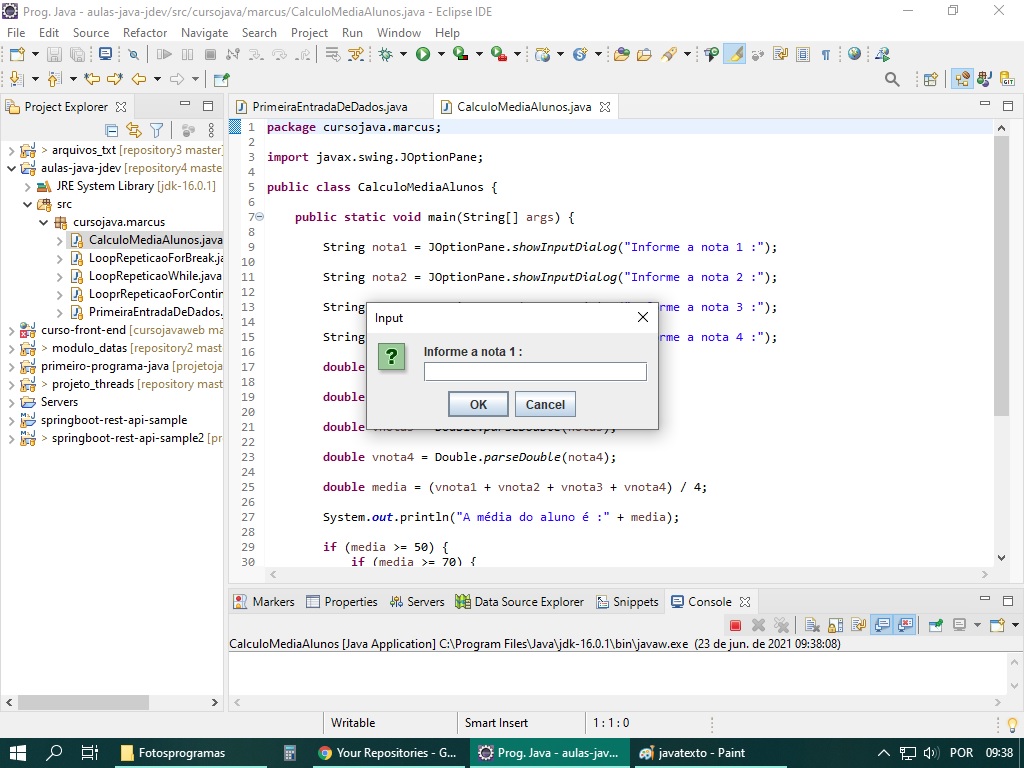 Prog. Java - aulas-java-jdev/src/cursojava/marcus/CalculoMediaAlunos.java - Eclipse IDE
File Edit Source Refactor Navigate Search Project Run Window Help
Project Explorer
> arquivos_txt [repository3 master]
aulas-java-jdev [repository4 maste
JRE System Library [jdk-16.0.1]
src
cursojava.marcus
CalculoMediaAlunos.java
LoopRepeticaoForBreak.ja
LoopRepeticaoWhile.java
LooprRepeticaoForContin
PrimeiraEntradaDeDados.
curso-front-end [cursojavaweb ma
> modulo_datas [repository2 mast
primeiro-programa-java [projetoja
> projeto_threads [repository mast
Servers
springboot-rest-api-sample
> springboot-rest-api-sample2 [pr
PrimeiraEntradaDeDados.java CalculoMediaAlunos.java
1 package cursojava.marcus;
2
3 import javax.swing.JOptionPane;
4
5 public class CalculoMediaAlunos {
6
7 public static void main(String[] args) {
8
9 String nota1 = JOptionPane.showInputDialog("Informe a nota 1 :");
10
11 String nota2 = JOptionPane.showInputDialog("Informe a nota 2 :");
12
13 String rme a nota 3 :");
14
15 String rme a nota 4 :");
16
17 double
18
19 double
20
21 double
22
23 double vnota4 = Double.parseDouble(nota4);
24
25 double media = (vnota1 + vnota2 + vnota3 + vnota4) / 4;
26
27 System.out.println("A média do aluno é :" + media);
28
29 if (media >= 50) {
30 if (media >= 70) {
Input
Informe a nota 1 :
OK Cancel
Markers Properties Servers Data Source Explorer Snippets Console
CalculoMediaAlunos [Java Application] C:\Program Files\Java\jdk-16.0.1\bin\javaw.exe (23 de jun. de 2021 09:38:08)
Writable Smart Insert 1 : 1 : 0
Fotosprogramas Your Repositories - G... Prog. Java - aulas-jav... javatexto - Paint POR 09:38